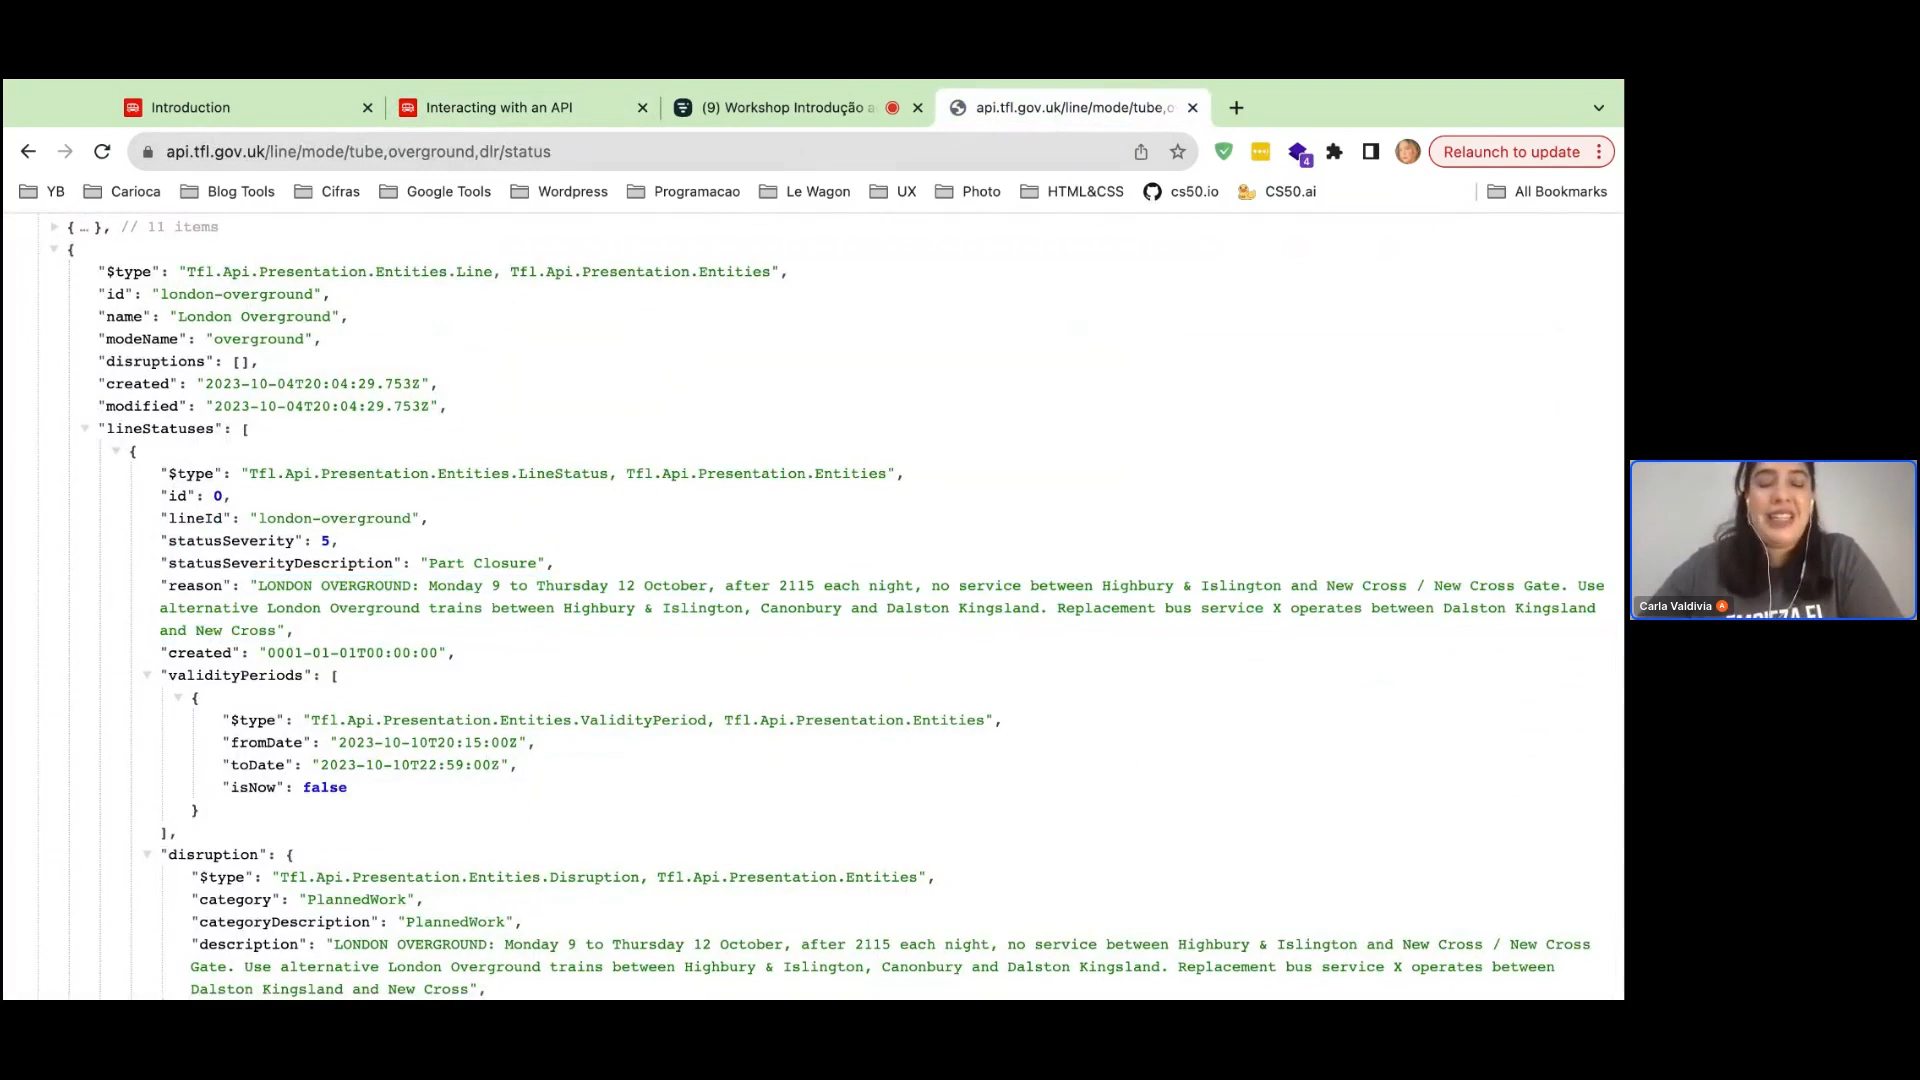 Introduction
Interacting with an API
(9) Workshop Introdução a
api.tfl.gov.uk/line/mode/tube,o
api.tfl.gov.uk/line/mode/tube,overground,dlr/status
4
Relaunch to update
YB
Carioca
Blog Tools
Cifras
Google Tools
Wordpress
Programacao
Le Wagon
UX
Photo
HTML&CSS
cs50.io
CS50.ai
All Bookmarks
{ … }, // 11 items
{
"$type": "Tfl.Api.Presentation.Entities.Line, Tfl.Api.Presentation.Entities",
"id": "london-overground",
"name": "London Overground",
"modeName": "overground",
"disruptions": [],
"created": "2023-10-04T20:04:29.753Z",
"modified": "2023-10-04T20:04:29.753Z",
"lineStatuses": [
{
"$type": "Tfl.Api.Presentation.Entities.LineStatus, Tfl.Api.Presentation.Entities",
"id": 0,
"lineId": "london-overground",
"statusSeverity": 5,
"statusSeverityDescription": "Part Closure",
"reason": "LONDON OVERGROUND: Monday 9 to Thursday 12 October, after 2115 each night, no service between Highbury & Islington and New Cross / New Cross Gate. Use
alternative London Overground trains between Highbury & Islington, Canonbury and Dalston Kingsland. Replacement bus service X operates between Dalston Kingsland
and New Cross",
"created": "0001-01-01T00:00:00",
"validityPeriods": [
{
"$type": "Tfl.Api.Presentation.Entities.ValidityPeriod, Tfl.Api.Presentation.Entities",
"fromDate": "2023-10-10T20:15:00Z",
"toDate": "2023-10-10T22:59:00Z",
"isNow": false
}
],
"disruption": {
"$type": "Tfl.Api.Presentation.Entities.Disruption, Tfl.Api.Presentation.Entities",
"category": "PlannedWork",
"categoryDescription": "PlannedWork",
"description": "LONDON OVERGROUND: Monday 9 to Thursday 12 October, after 2115 each night, no service between Highbury & Islington and New Cross / New Cross
Gate. Use alternative London Overground trains between Highbury & Islington, Canonbury and Dalston Kingsland. Replacement bus service X operates between
Dalston Kingsland and New Cross",
Carla Valdivia